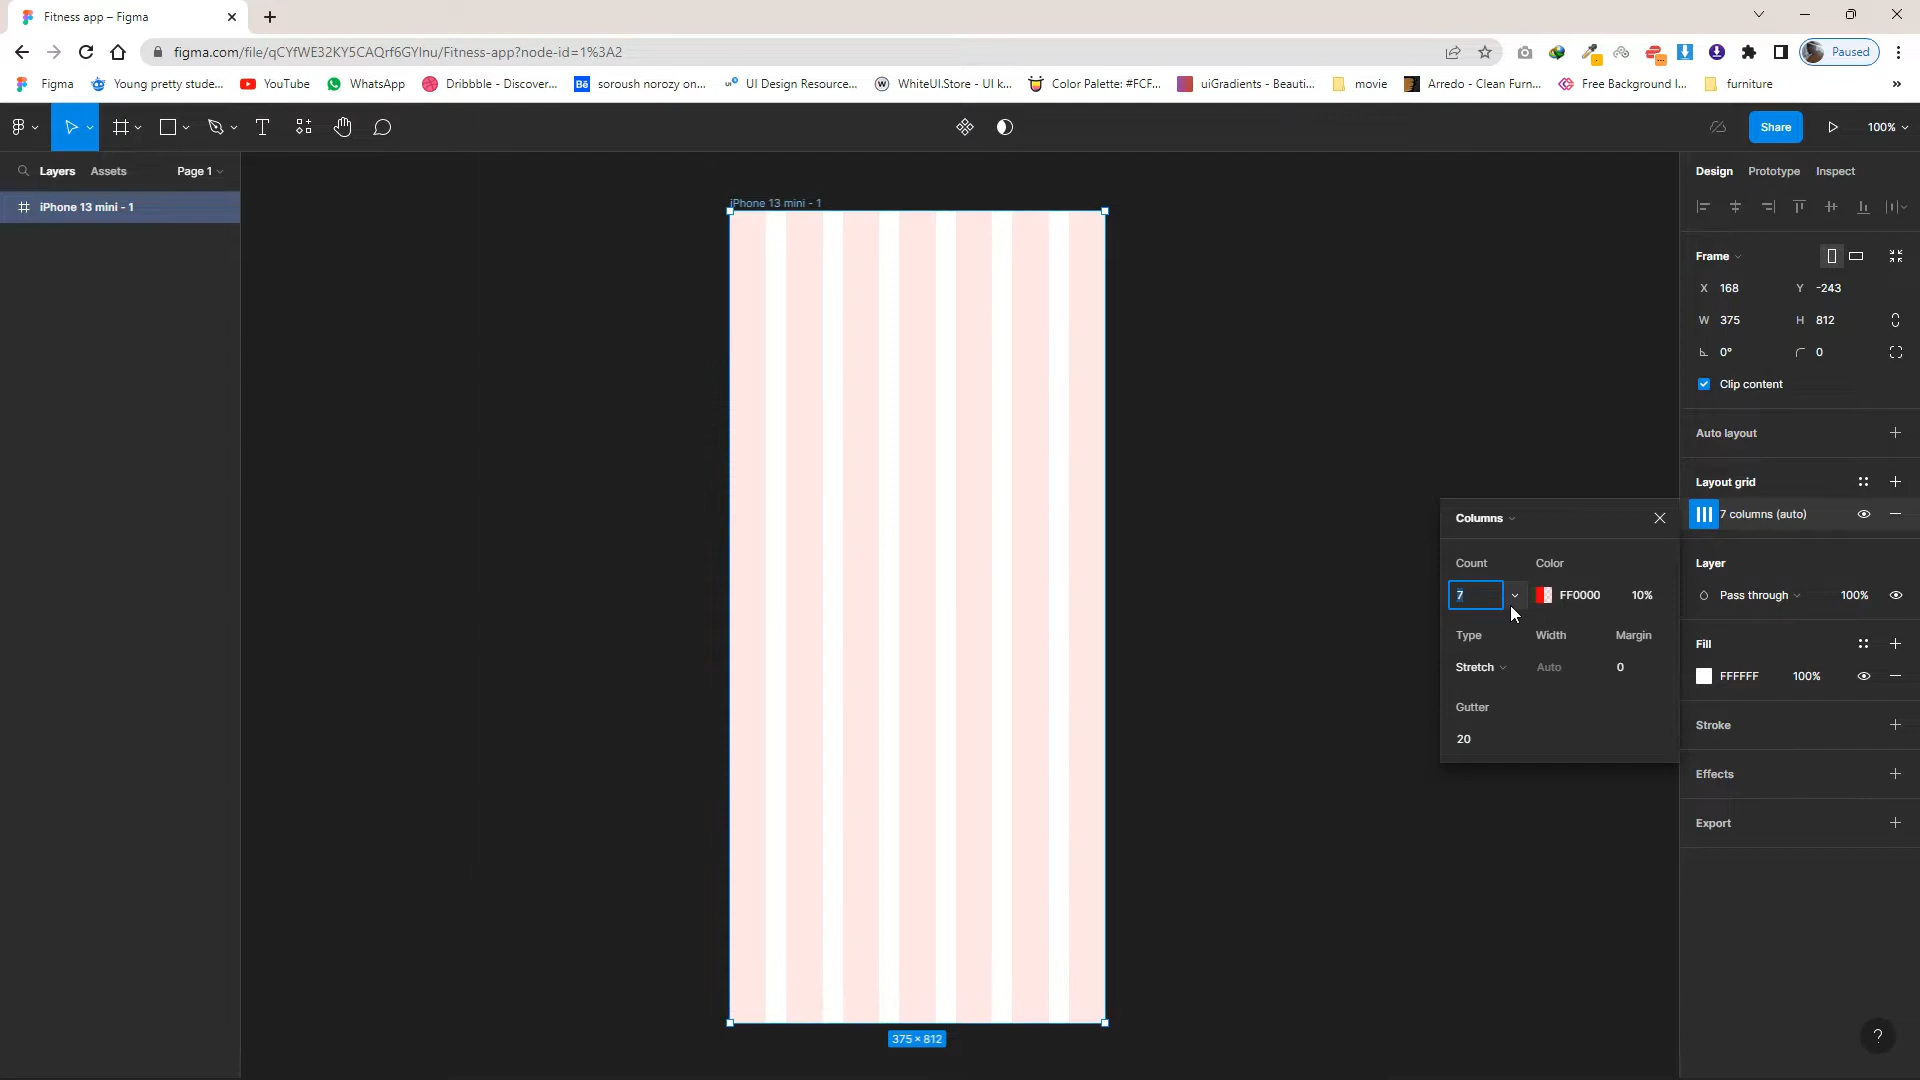 Fitness app – Figma
figma.com/file/qCYfWE32KY5CAQrf6GYlnu/Fitness-app?node-id=1%3A2
Paused
Figma
Young pretty stude...
YouTube
WhatsApp
Dribbble - Discover...
Bē
soroush norozy on...
UI Design Resource...
WhiteUI.Store - UI k...
Color Palette: #FCF...
uiGradients - Beauti...
movie
Arredo - Clean Furn...
Free Background I...
furniture
»
Share
100%
Layers
Assets
Page 1
Design
Prototype
Inspect
iPhone 13 mini - 1
iPhone 13 mini - 1
Frame
X 168
Y -243
W 375
H 812
0°
0
Clip content
Auto layout
Layout grid
7 columns (auto)
Columns
Count
Color
7
FF0000
10%
Type
Width
Margin
Stretch
Auto
0
Gutter
20
Layer
Pass through
100%
Fill
FFFFFF
100%
Stroke
Effects
Export
375 × 812
?